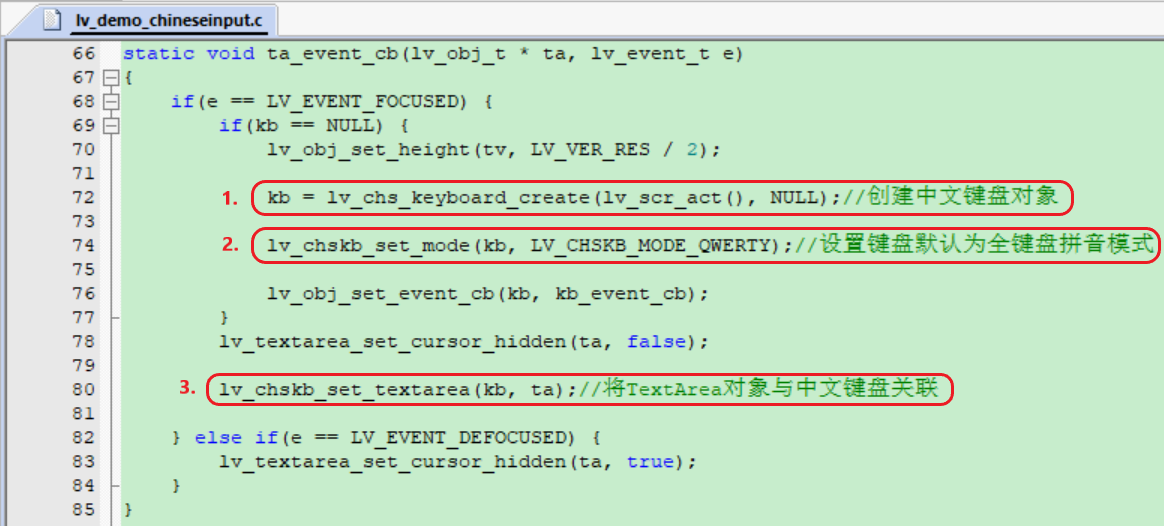 lv_demo_chineseinput.c
66 static void ta_event_cb(lv_obj_t * ta, lv_event_t e)
67 {
68 if(e == LV_EVENT_FOCUSED) {
69 if(kb == NULL) {
70 lv_obj_set_height(tv, LV_VER_RES / 2);
71
1. 72 kb = lv_chs_keyboard_create(lv_scr_act(), NULL);//创建中文键盘对象
73
2. 74 lv_chskb_set_mode(kb, LV_CHSKB_MODE_QWERTY);//设置键盘默认为全键盘拼音模式
75
76 lv_obj_set_event_cb(kb, kb_event_cb);
77 }
78 lv_textarea_set_cursor_hidden(ta, false);
79
3. 80 lv_chskb_set_textarea(kb, ta);//将TextArea对象与中文键盘关联
81
82 } else if(e == LV_EVENT_DEFOCUSED) {
83 lv_textarea_set_cursor_hidden(ta, true);
84 }
85 }